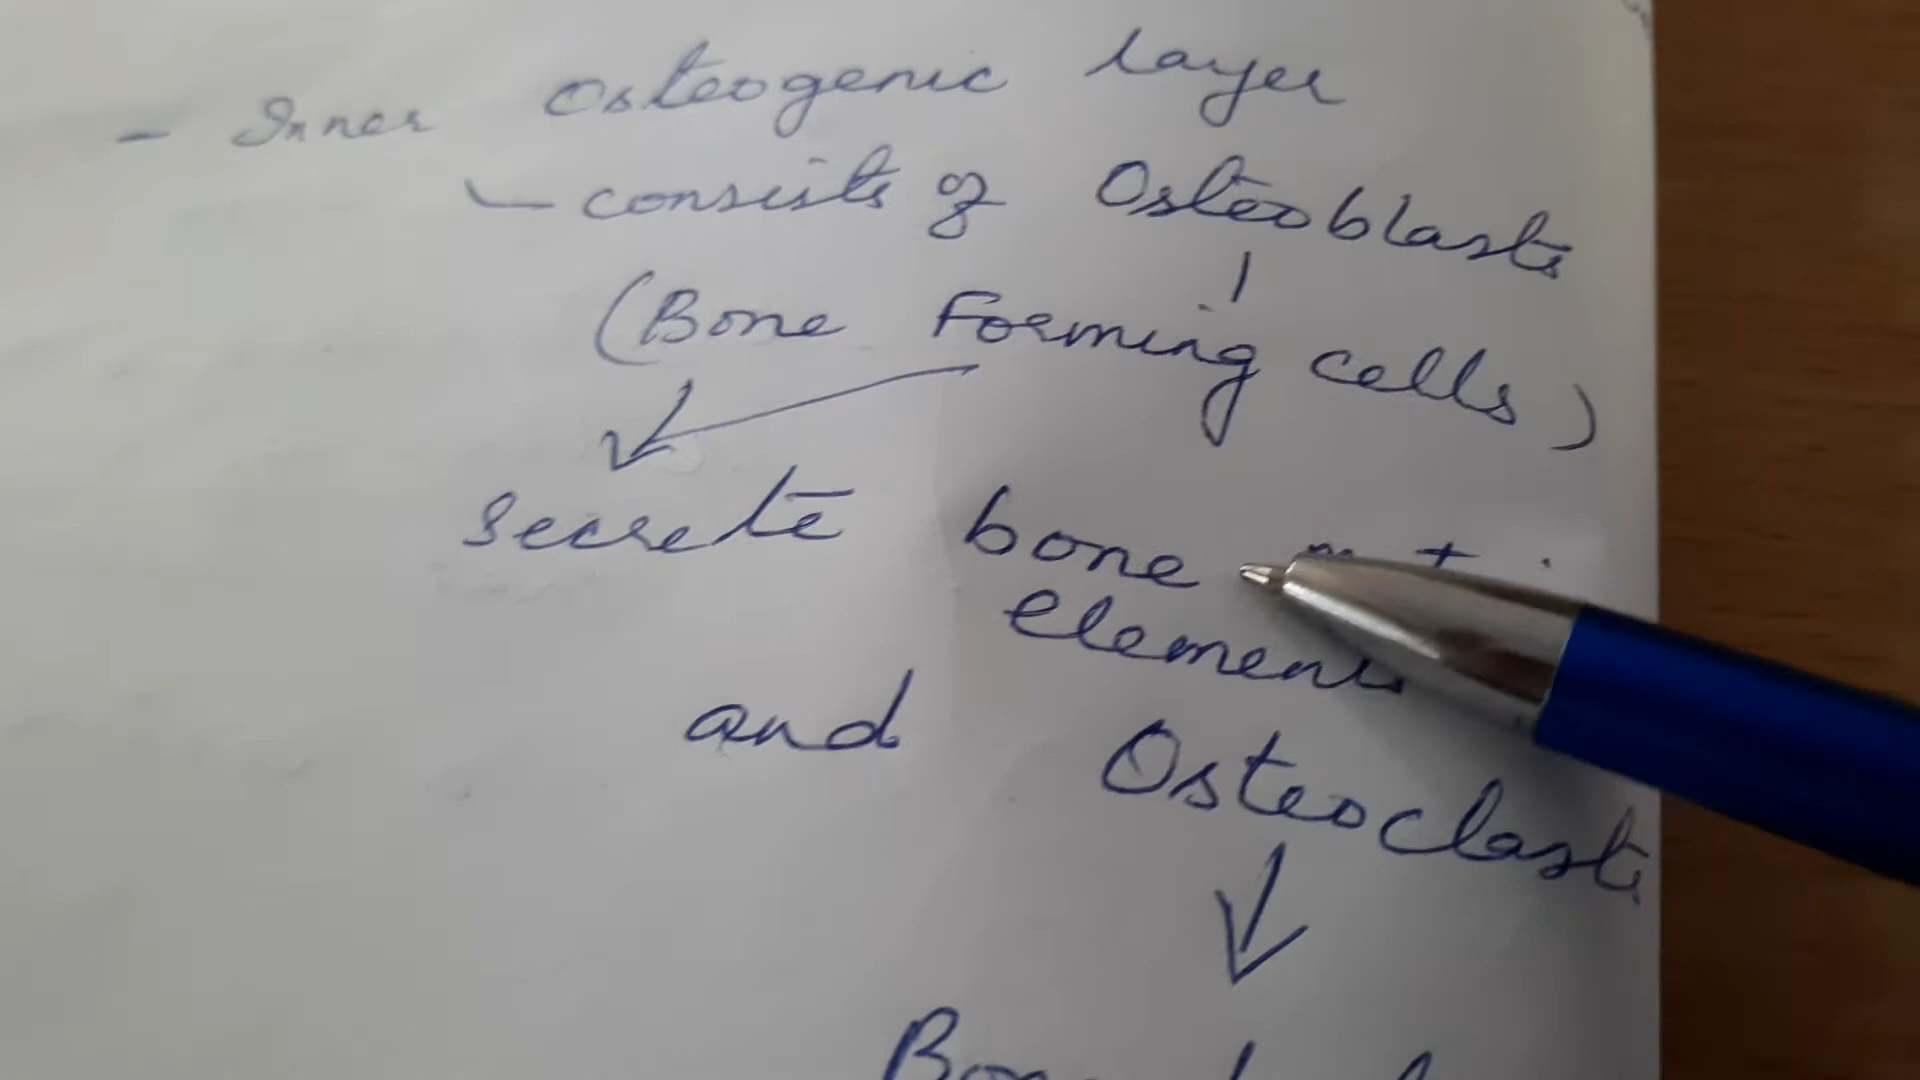 - Inner Osteogenic layer
- consists of Osteoblasts
(Bone Forming cells)
Secrete bone
elements
and Osteoclasts